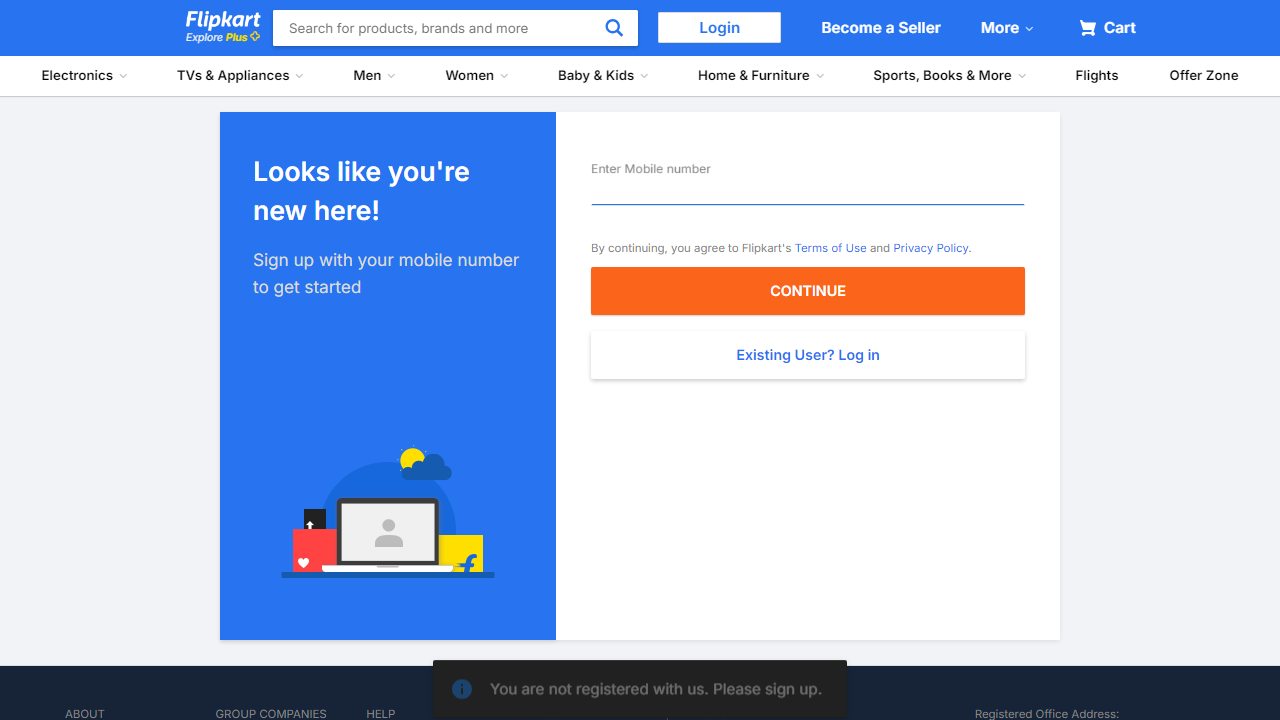 Flipkart
Explore Plus
Search for products, brands and more
Login
Become a Seller
More
Cart
Electronics
TVs & Appliances
Men
Women
Baby & Kids
Home & Furniture
Sports, Books & More
Flights
Offer Zone
Looks like you're
new here!
Sign up with your mobile number
to get started
Enter Mobile number
By continuing, you agree to Flipkart's Terms of Use and Privacy Policy.
CONTINUE
Existing User? Log in
You are not registered with us. Please sign up.
ABOUT
GROUP COMPANIES
HELP
Registered Office Address: